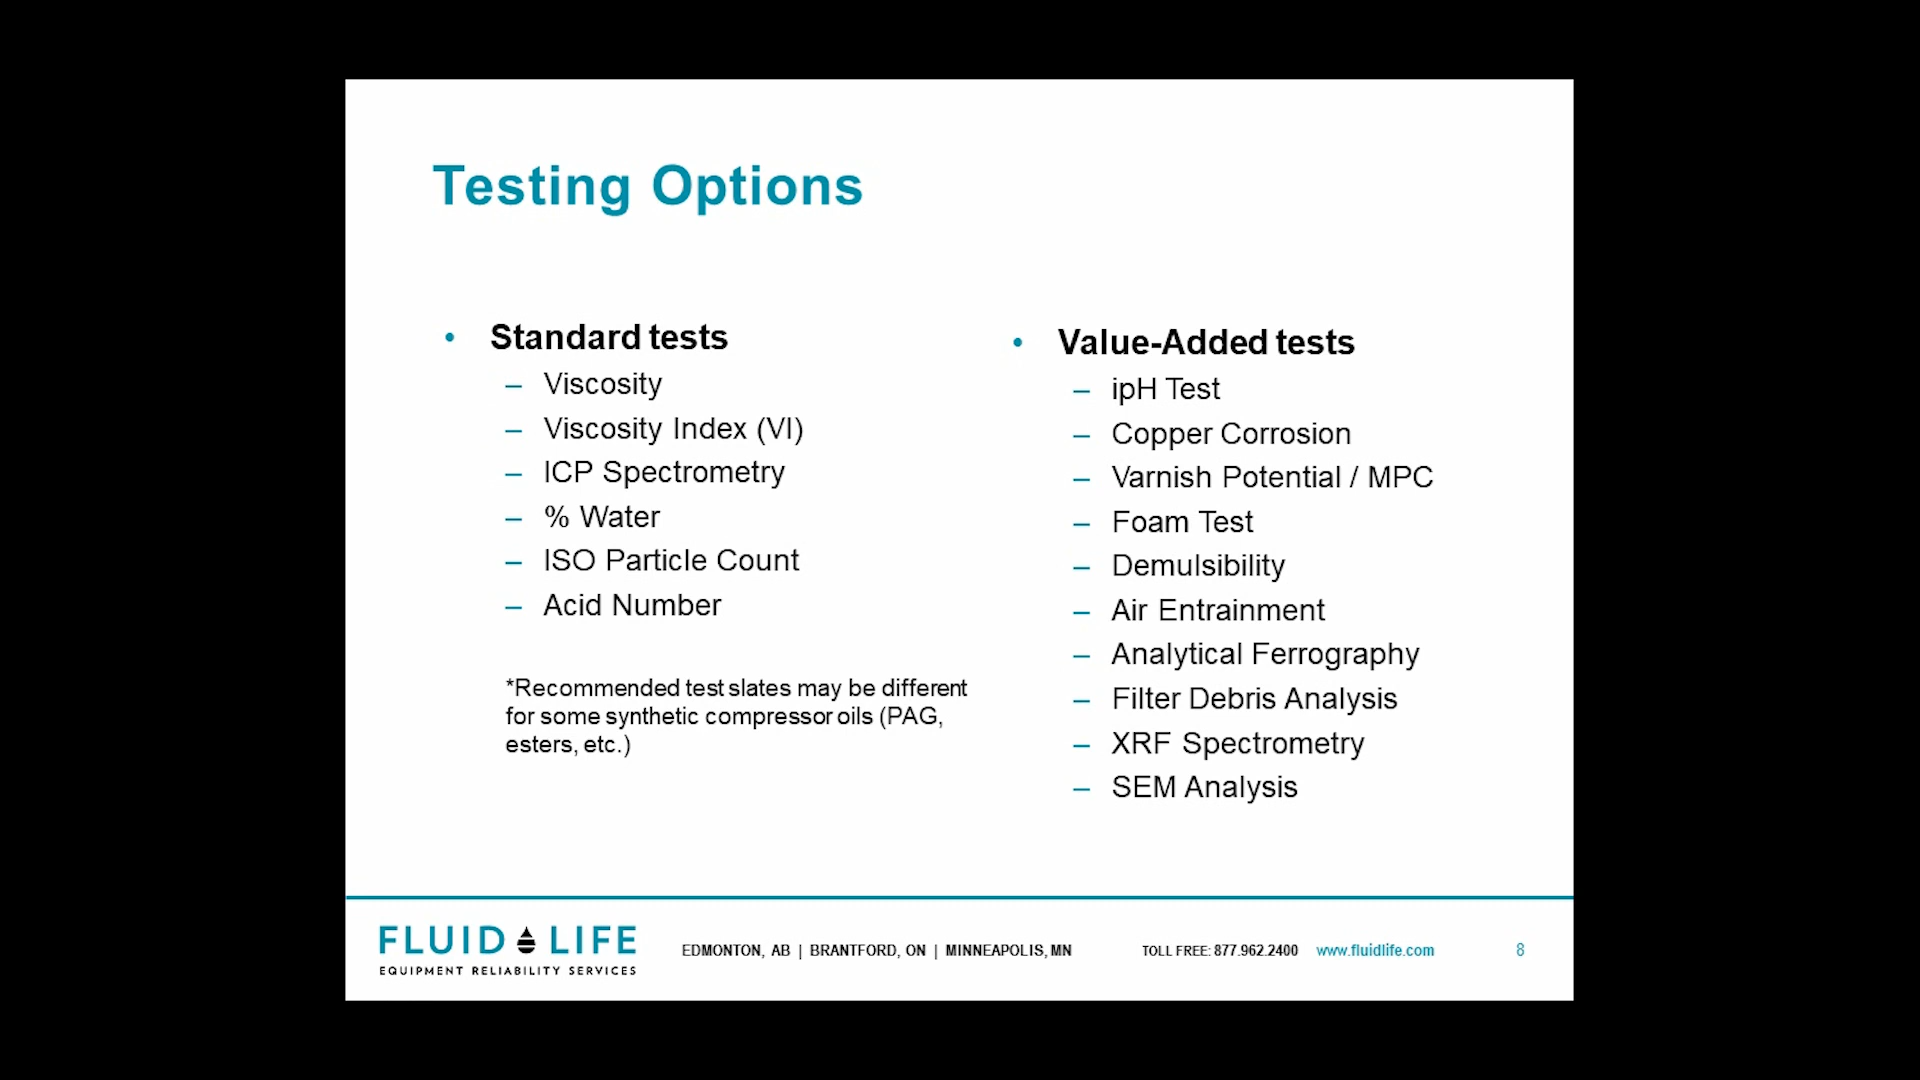 Testing Options
• Standard tests
– Viscosity
– Viscosity Index (VI)
– ICP Spectrometry
– % Water
– ISO Particle Count
– Acid Number
*Recommended test slates may be different
for some synthetic compressor oils (PAG,
esters, etc.)
• Value-Added tests
– ipH Test
– Copper Corrosion
– Varnish Potential / MPC
– Foam Test
– Demulsibility
– Air Entrainment
– Analytical Ferrography
– Filter Debris Analysis
– XRF Spectrometry
– SEM Analysis
FLUID LIFE
EQUIPMENT RELIABILITY SERVICES
EDMONTON, AB | BRANTFORD, ON | MINNEAPOLIS, MN
TOLL FREE: 877.962.2400 www.fluidlife.com
8